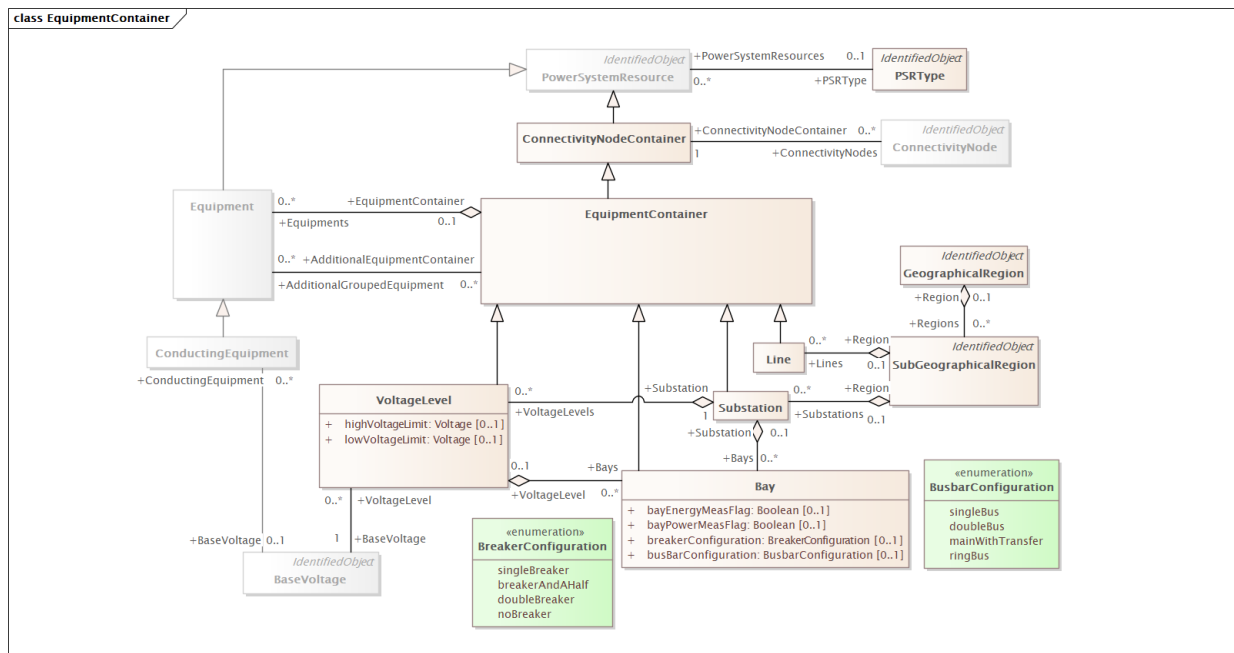 class EquipmentContainer
IdentifiedObject
PowerSystemResource
+PowerSystemResources 0..1
0..* +PSRType
IdentifiedObject
PSRType
ConnectivityNodeContainer
+ConnectivityNodeContainer 0..*
1 +ConnectivityNodes
IdentifiedObject
ConnectivityNode
Equipment
0..* +EquipmentContainer
+Equipments 0..1
0..* +AdditionalEquipmentContainer
+AdditionalGroupedEquipment 0..*
EquipmentContainer
IdentifiedObject
GeographicalRegion
+Region 0..1
+Regions 0..*
ConductingEquipment
+ConductingEquipment 0..*
Line
0..* +Region
+Lines 0..1
IdentifiedObject
SubGeographicalRegion
VoltageLevel
+ highVoltageLimit: Voltage [0..1]
+ lowVoltageLimit: Voltage [0..1]
0..* +Substation
+VoltageLevels 1
Substation
0..* +Region
+Substations 0..1
+Substation 0..1
+Bays 0..*
0..1 +Bays
+VoltageLevel 0..*
Bay
+ bayEnergyMeasFlag: Boolean [0..1]
+ bayPowerMeasFlag: Boolean [0..1]
+ breakerConfiguration: BreakerConfiguration [0..1]
+ busBarConfiguration: BusbarConfiguration [0..1]
«enumeration»
BusbarConfiguration
singleBus
doubleBus
mainWithTransfer
ringBus
0..* +VoltageLevel
1 +BaseVoltage
+BaseVoltage 0..1
IdentifiedObject
BaseVoltage
«enumeration»
BreakerConfiguration
singleBreaker
breakerAndAHalf
doubleBreaker
noBreaker